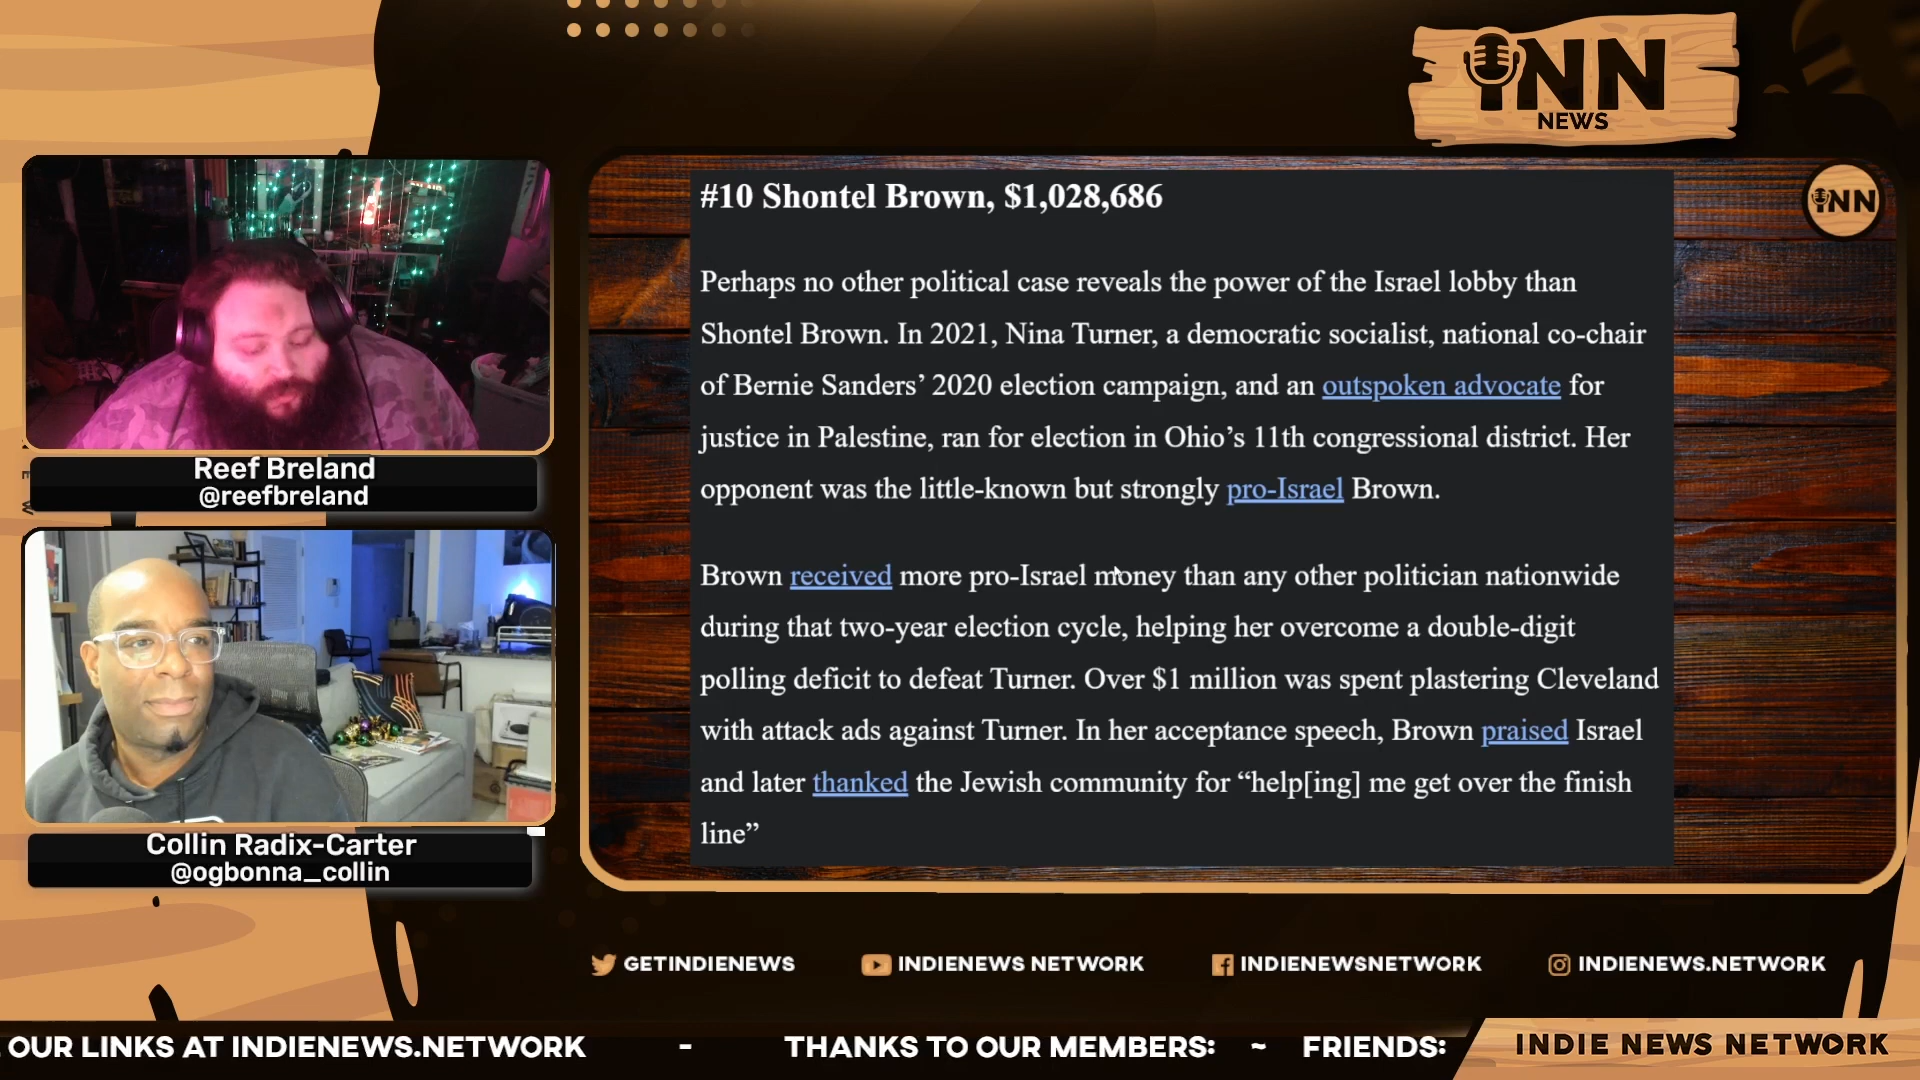 iNN
NEWS
iNN
#10 Shontel Brown, $1,028,686
Perhaps no other political case reveals the power of the Israel lobby than
Shontel Brown. In 2021, Nina Turner, a democratic socialist, national co-chair
of Bernie Sanders’ 2020 election campaign, and an outspoken advocate for
justice in Palestine, ran for election in Ohio’s 11th congressional district. Her
opponent was the little-known but strongly pro-Israel Brown.
Brown received more pro-Israel money than any other politician nationwide
during that two-year election cycle, helping her overcome a double-digit
polling deficit to defeat Turner. Over $1 million was spent plastering Cleveland
with attack ads against Turner. In her acceptance speech, Brown praised Israel
and later thanked the Jewish community for “help[ing] me get over the finish
line”
Reef Breland
@reefbreland
Collin Radix-Carter
@ogbonna_collin
GETINDIENEWS
INDIENEWS NETWORK
INDIENEWSNETWORK
INDIENEWS.NETWORK
OUR LINKS AT INDIENEWS.NETWORK - THANKS TO OUR MEMBERS: ~ FRIENDS:
INDIE NEWS NETWORK